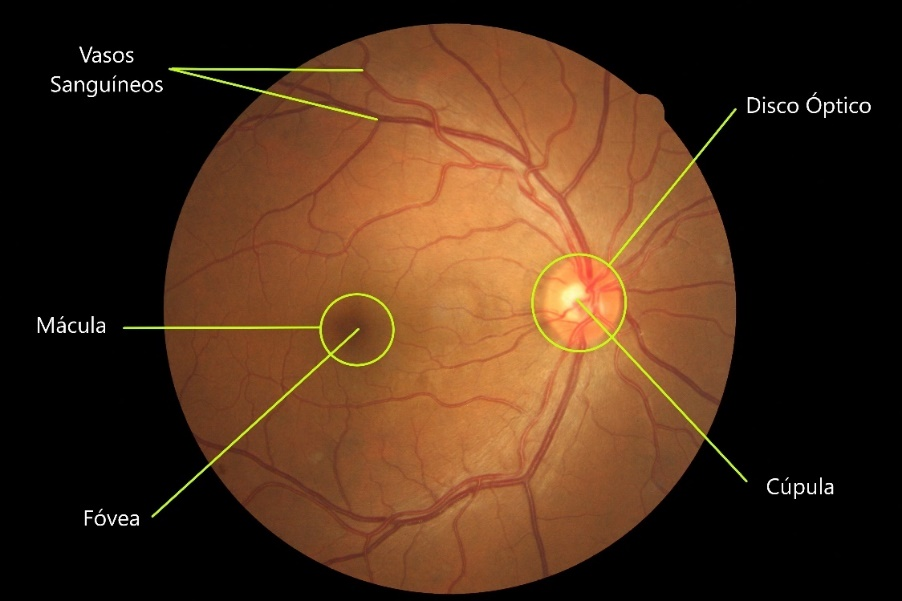 Vasos
Sanguíneos
Disco Óptico
Mácula
Cúpula
Fóvea